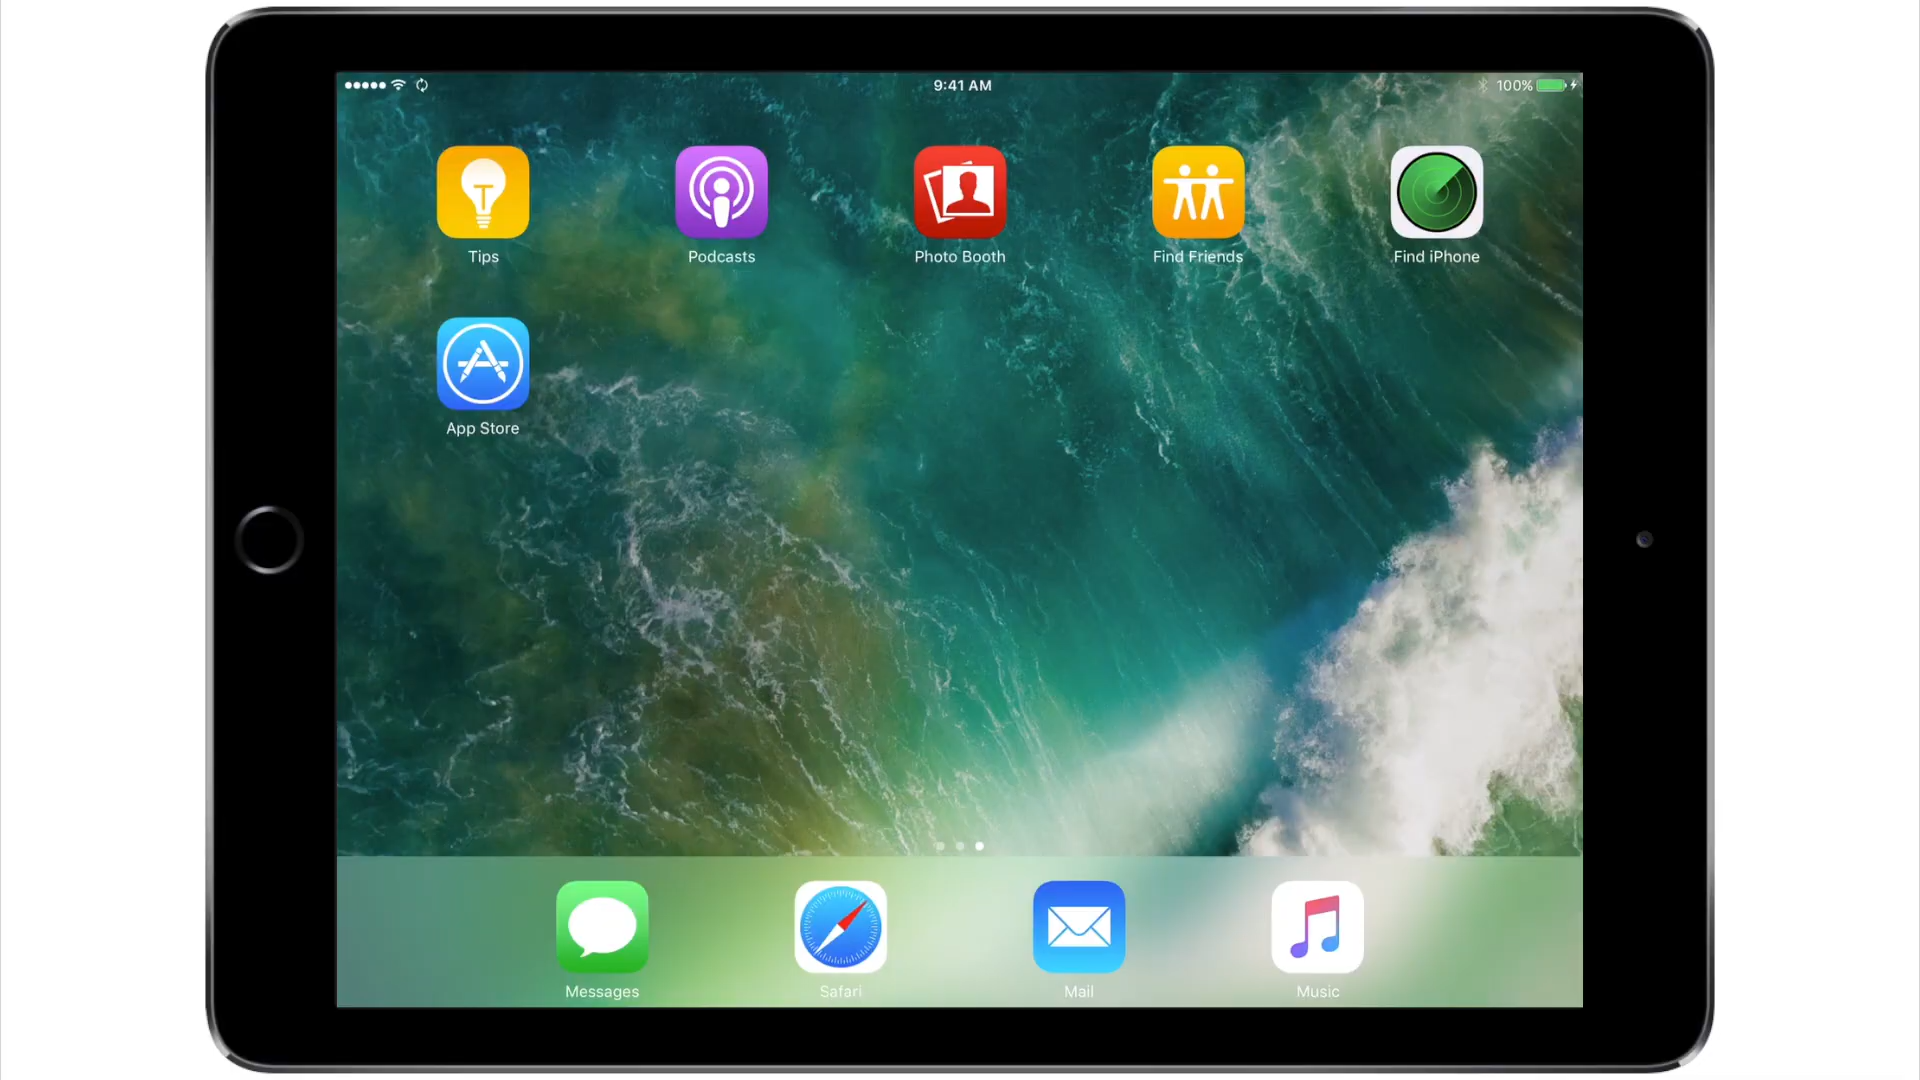 9:41 AM
100%
Tips
Podcasts
Photo Booth
Find Friends
Find iPhone
App Store
Messages
Safari
Mail
Music